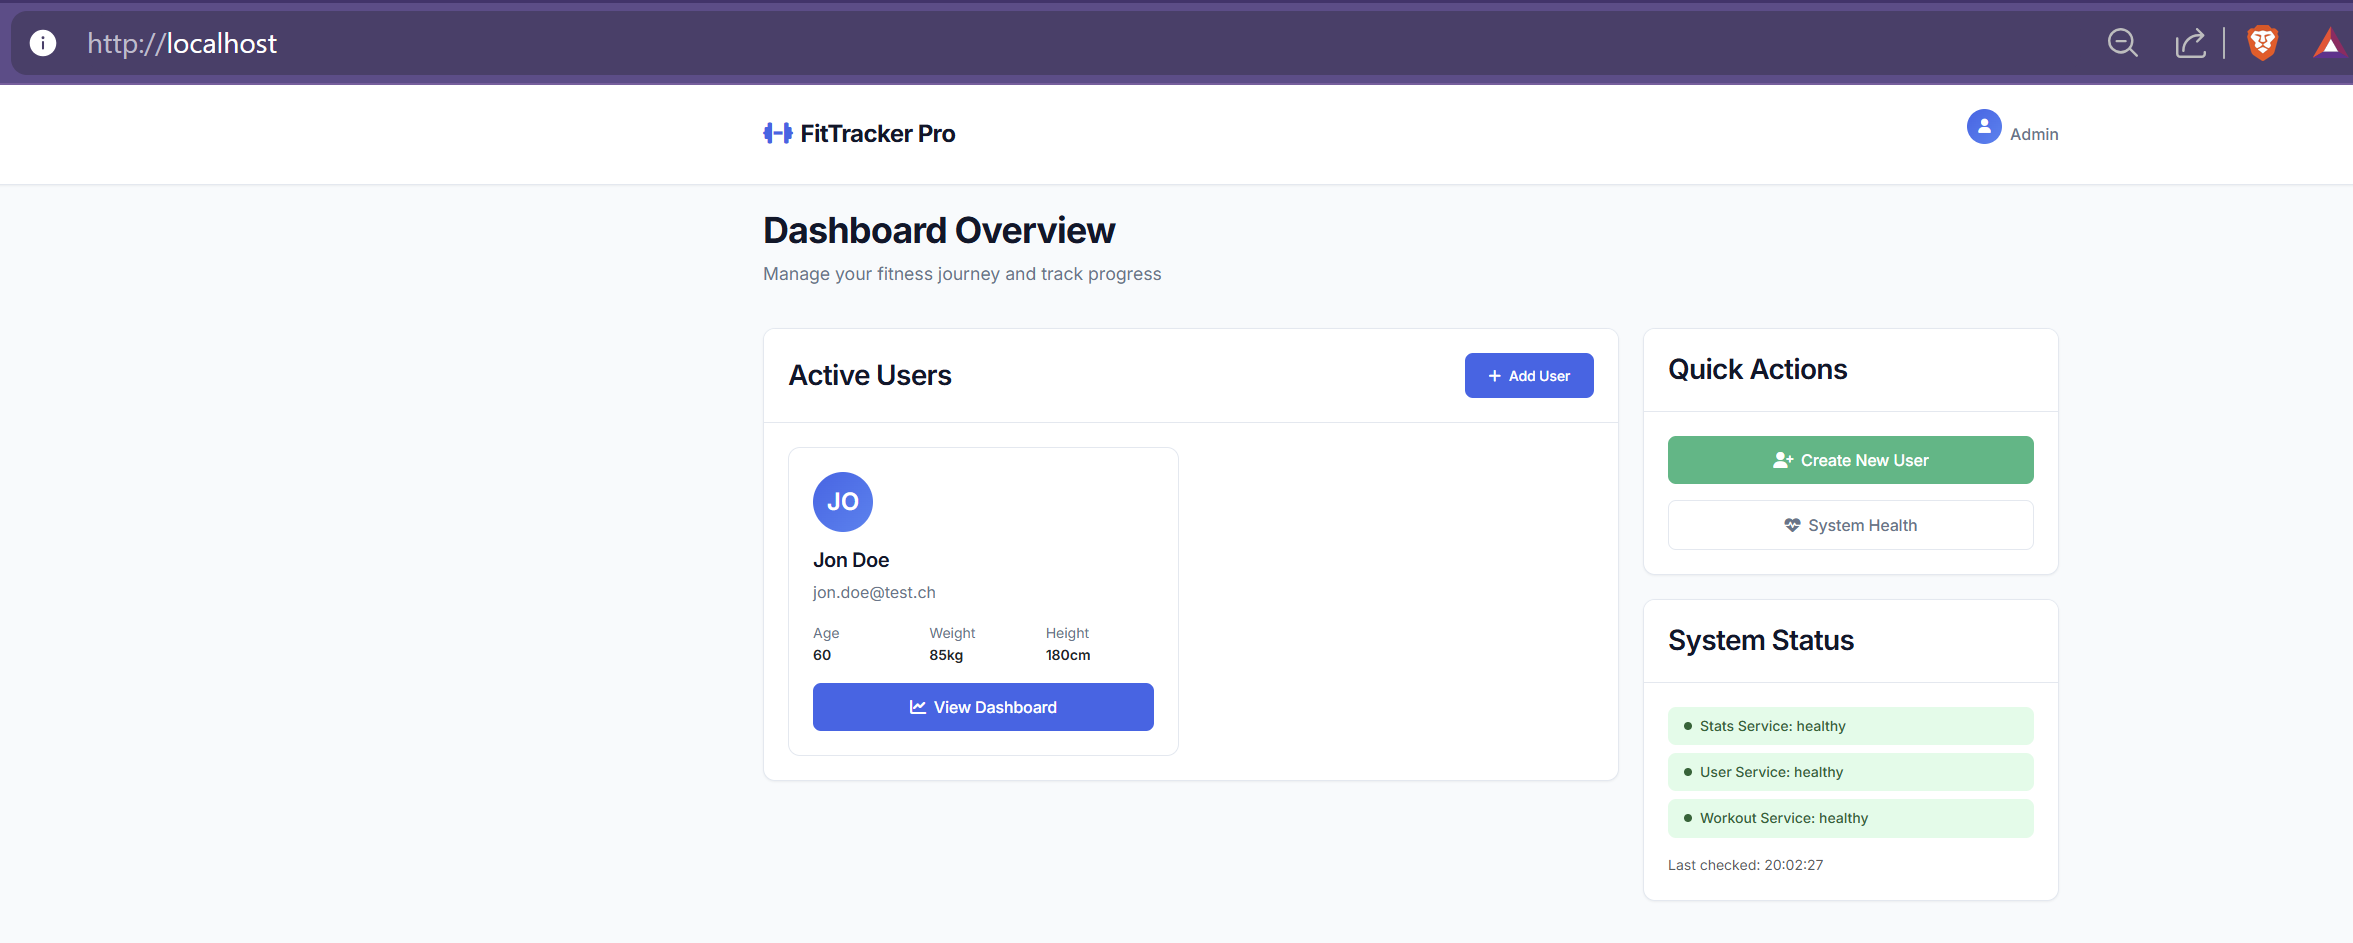 http://localhost
FitTracker Pro
Admin
Dashboard Overview
Manage your fitness journey and track progress
Active Users
+ Add User
JO
Jon Doe
jon.doe@test.ch
Age Weight Height
60 85kg 180cm
View Dashboard
Quick Actions
Create New User
System Health
System Status
Stats Service: healthy
User Service: healthy
Workout Service: healthy
Last checked: 20:02:27